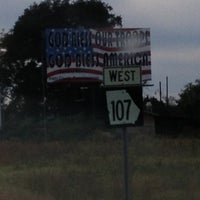 GOD BLESS OUR TROOPS
GOD BLESS AMERICA!
WEST
107